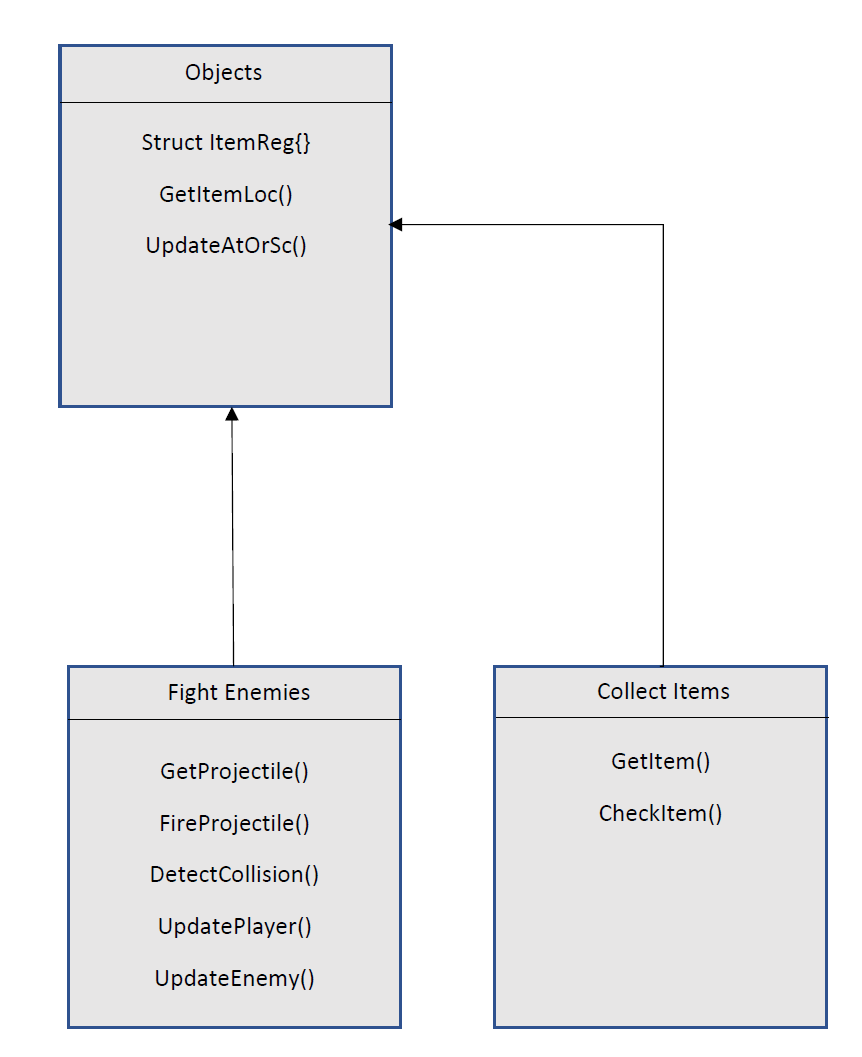 Objects
Struct ItemReg{}
GetItemLoc()
UpdateAtOrSc()
Fight Enemies
GetProjectile()
FireProjectile()
DetectCollision()
UpdatePlayer()
UpdateEnemy()
Collect Items
GetItem()
CheckItem()